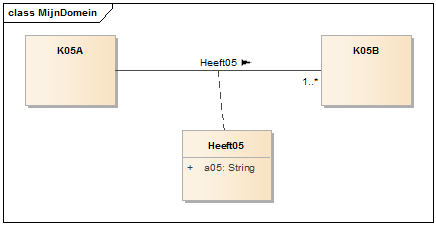 class MijnDomein
K05A
Heeft05
K05B
1..*
Heeft05
+ a05: String